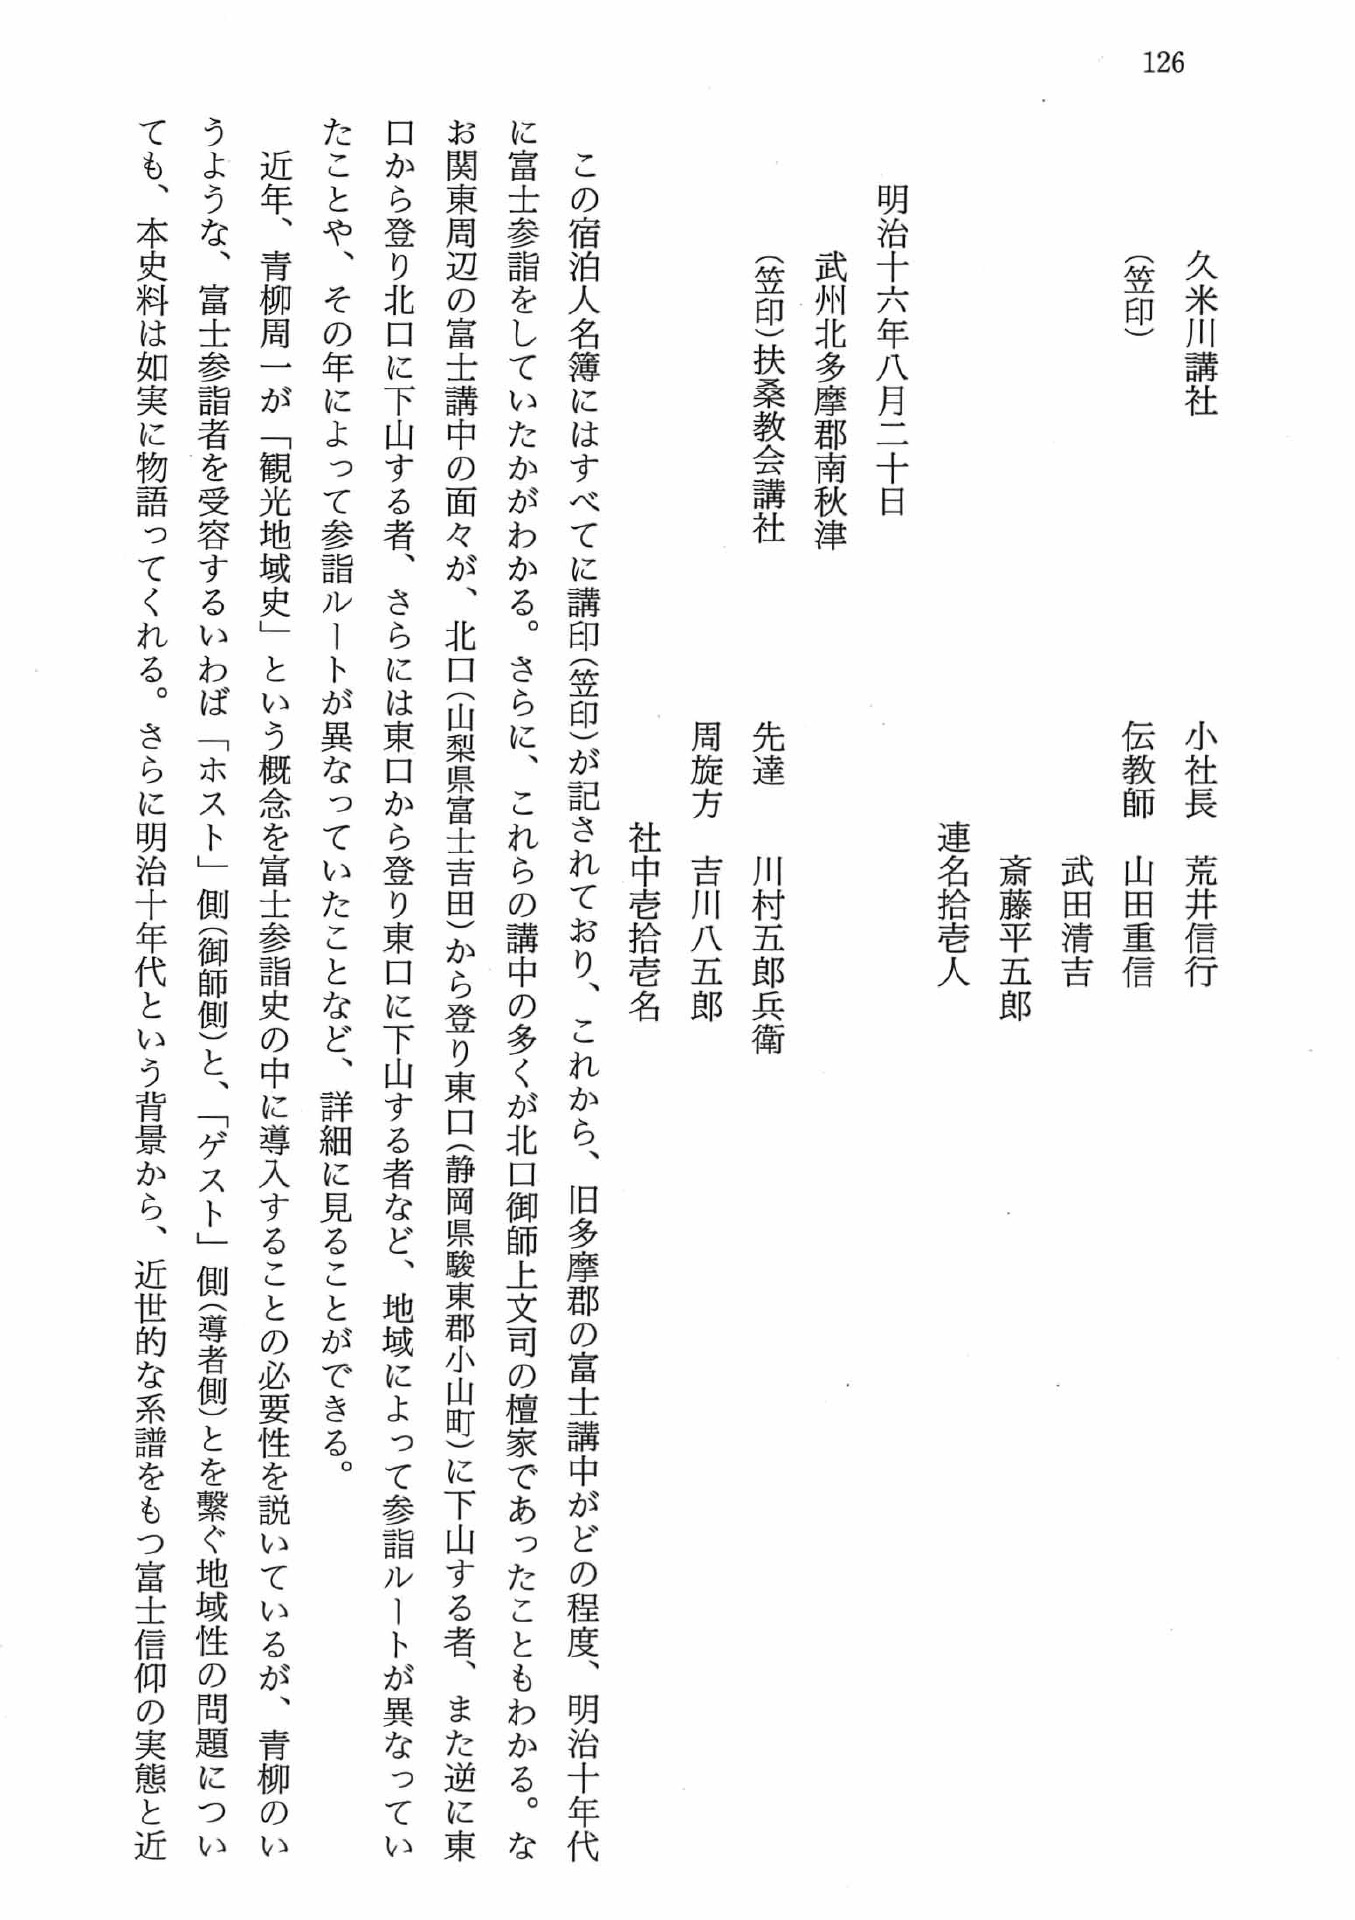 126
久米川講社　小社長　荒井信行
（笠印）　伝教師　山田重信
武田清吉
斎藤平五郎
連名拾壱人
明治十六年八月二十日
武州北多摩郡南秋津
（笠印）扶桑教会講社　先達　川村五郎兵衛
周旋方　吉川八五郎
社中壱拾壱名
この宿泊人名簿にはすべてに講印（笠印）が記されており、これから、旧多摩郡の富士講中がどの程度、明治十年代
に富士参詣をしていたかがわかる。さらに、これらの講中の多くが北口御師上文司の檀家であったこともわかる。な
お関東周辺の富士講中の面々が、北口（山梨県富士吉田）から登り東口（静岡県駿東郡小山町）に下山する者、また逆に東
口から登り北口に下山する者、さらには東口から登り東口に下山する者など、地域によって参詣ルートが異なってい
たことや、その年によって参詣ルートが異なっていたことなど、詳細に見ることができる。
近年、青柳周一が「観光地域史」という概念を富士参詣史の中に導入することの必要性を説いているが、青柳のい
うような、富士参詣者を受容するいわば「ホスト」側（御師側）と、「ゲスト」側（導者側）とを繋ぐ地域性の問題につい
ても、本史料は如実に物語ってくれる。さらに明治十年代という背景から、近世的な系譜をもつ富士信仰の実態と近